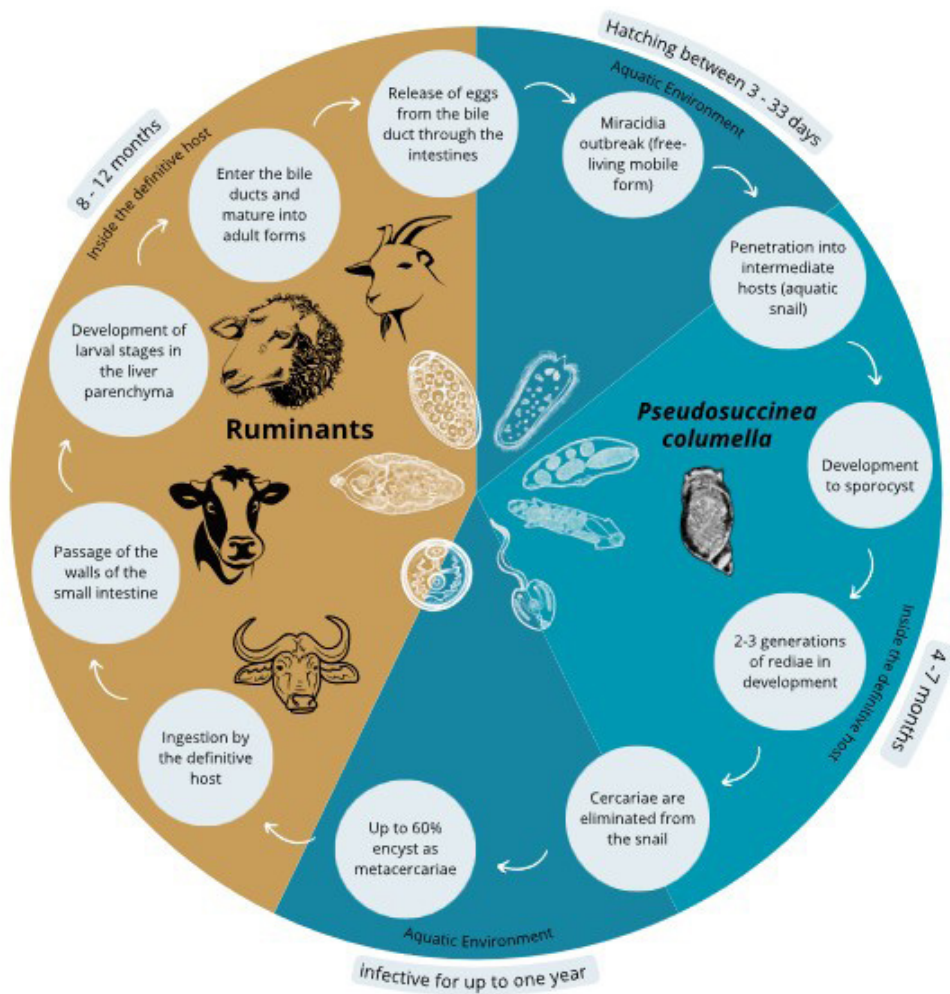 Hatching between 3 - 33 days
Aquatic Environment
Release of eggs
from the bile
duct through the
intestines
Miracidia
outbreak (free-
living mobile
form)
Penetration into
intermediate
hosts (aquatic
snail)
Pseudosuccinea
columella
Development
to sporocyst
2-3 generations
of rediae in
development
Inside the definitive host
4 -7 months
Cercariae are
eliminated from
the snail
Up to 60%
encyst as
metacercariae
Aquatic Environment
infective for up to one year
Ingestion by
the definitive
host
Passage of the
walls of the
small intestine
Ruminants
Development of
larval stages in
the liver
parenchyma
Enter the bile
ducts and
mature into
adult forms
Inside the definitive host
8 - 12 months